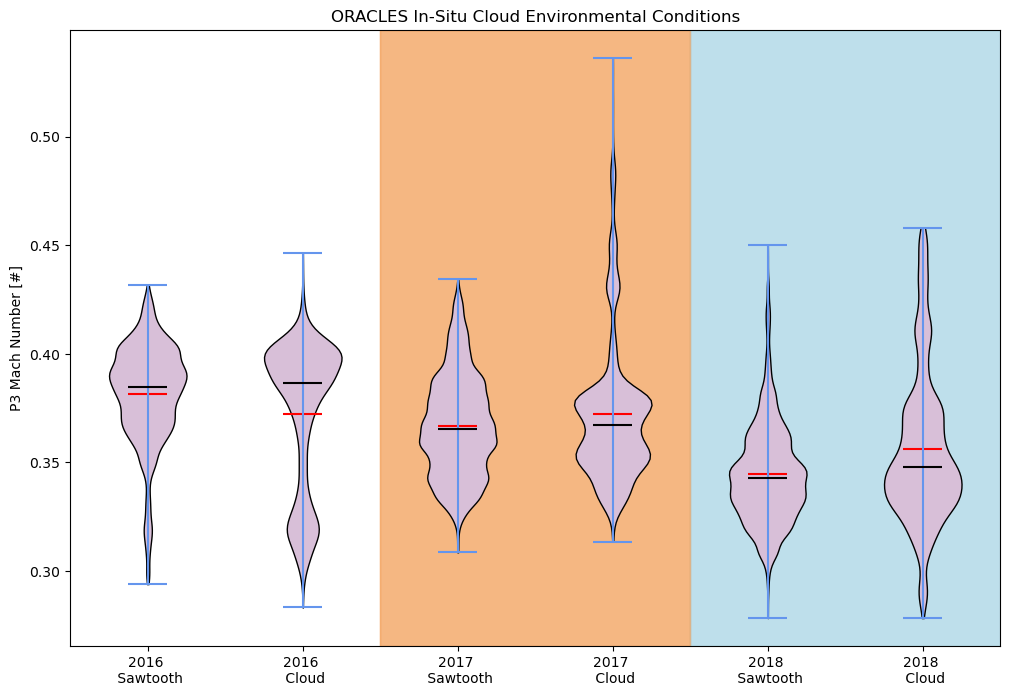 ORACLES In-Situ Cloud Environmental Conditions
P3 Mach Number [#]
0.50
0.45
0.40
0.35
0.30
2016
Sawtooth
2016
Cloud
2017
Sawtooth
2017
Cloud
2018
Sawtooth
2018
Cloud